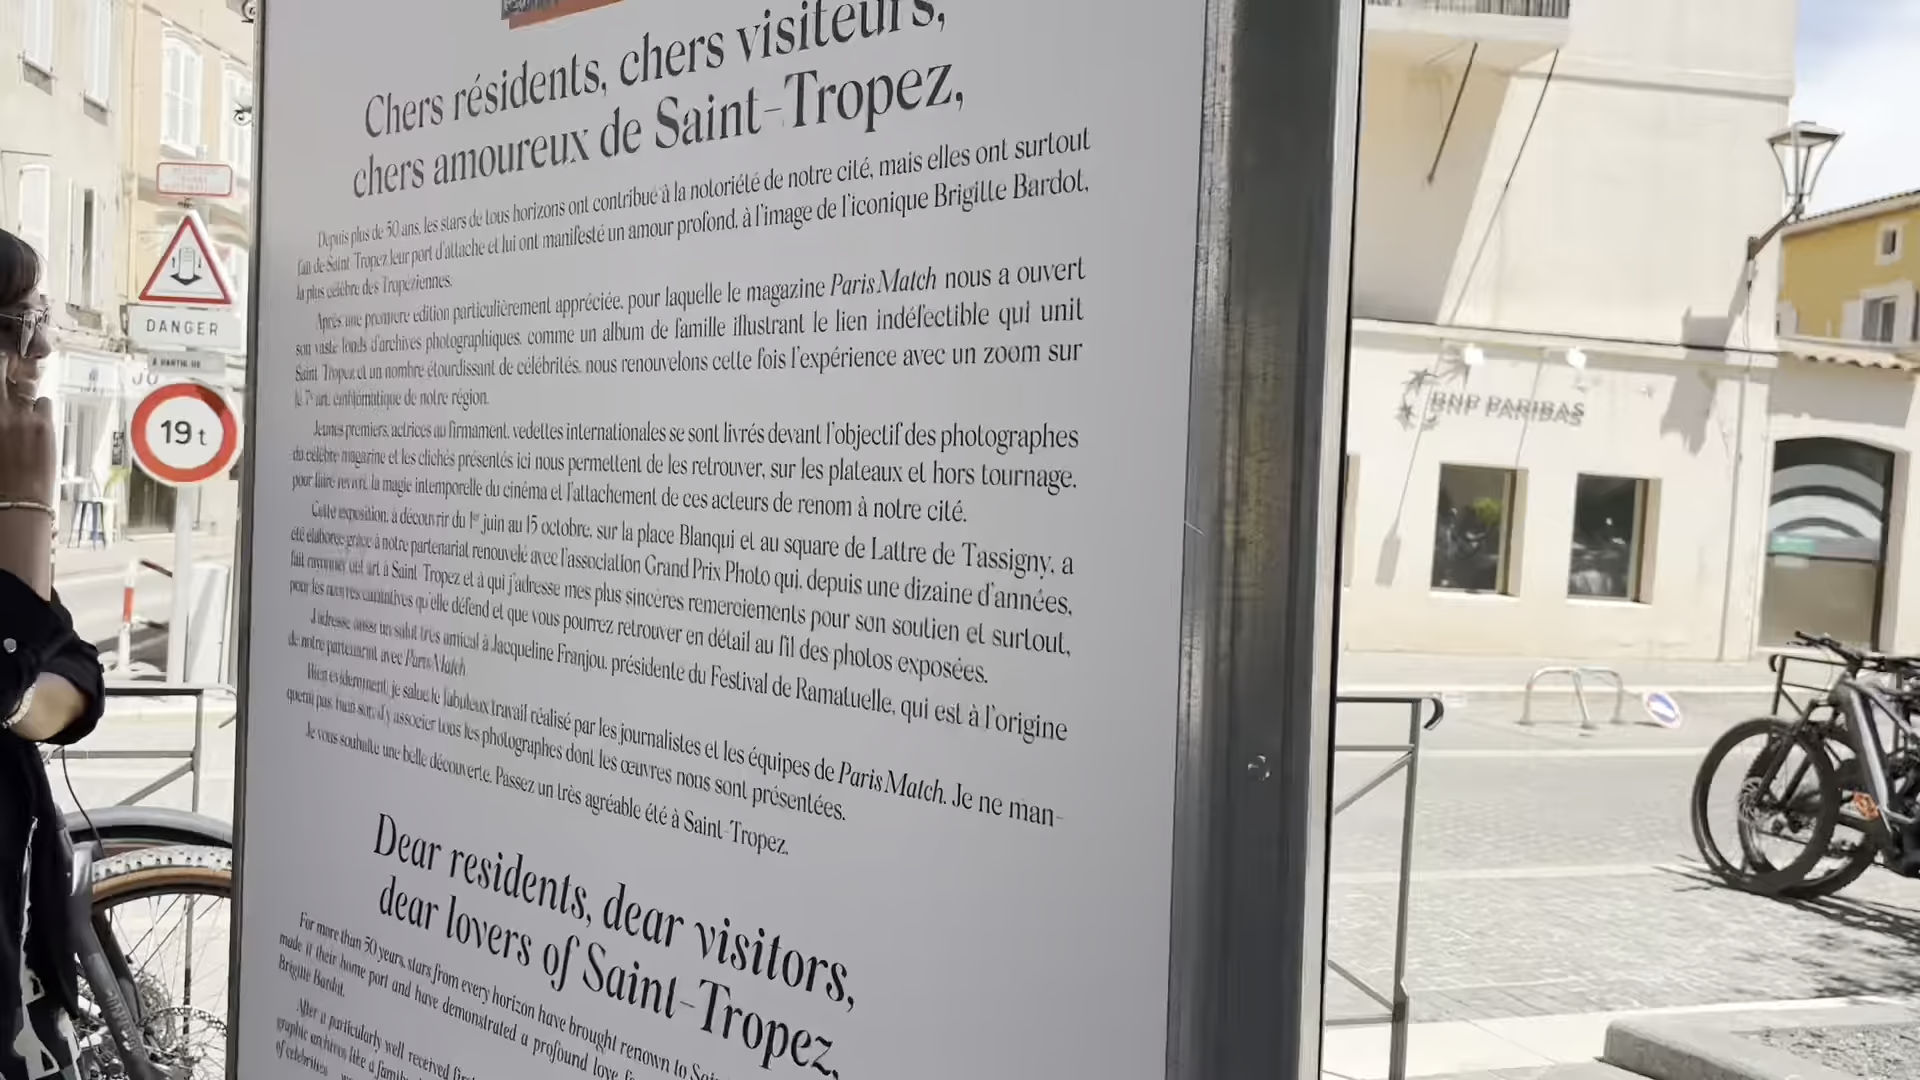 Chers résidents, chers visiteurs,
chers amoureux de Saint-Tropez,
Depuis plus de 50 ans, les stars de tous horizons ont contribué à la notoriété de notre cité, mais elles ont surtout
fait de Saint-Tropez leur port d'attache et lui ont manifesté un amour profond, à l'image de l'iconique Brigitte Bardot,
la plus célèbre des Tropéziennes.
Après une première édition particulièrement appréciée, pour laquelle le magazine Paris Match nous a ouvert
son vaste fonds d'archives photographiques, comme un album de famille illustrant le lien indéfectible qui unit
Saint-Tropez et un nombre étourdissant de célébrités, nous renouvelons cette fois l'expérience avec un zoom sur
le 7e art, emblématique de notre région.
Jeunes premiers, actrices au firmament, vedettes internationales se sont livrés devant l'objectif des photographes
du célèbre magazine et les clichés présentés ici nous permettent de les retrouver, sur les plateaux et hors tournage,
pour faire revivre la magie intemporelle du cinéma et l'attachement de ces acteurs de renom à notre cité.
Cette exposition, à découvrir du 1er juin au 15 octobre, sur la place Blanqui et au square de Lattre de Tassigny, a
été élaborée grâce à notre partenariat renouvelé avec l'association Grand Prix Photo qui, depuis une dizaine d'années,
fait rayonner cet art à Saint-Tropez et à qui j'adresse mes plus sincères remerciements pour son soutien et surtout,
pour les œuvres caritatives qu'elle défend et que vous pourrez retrouver en détail au fil des photos exposées.
J'adresse aussi un salut très amical à Jacqueline Franjou, présidente du Festival de Ramatuelle, qui est à l'origine
de notre partenariat avec Paris Match.
Bien évidemment, je salue le fabuleux travail réalisé par les journalistes et les équipes de Paris Match. Je ne man-
querai pas, bien sûr, d'y associer tous les photographes dont les œuvres nous sont présentées.
Je vous souhaite une belle découverte. Passez un très agréable été à Saint-Tropez.
Dear residents, dear visitors,
dear lovers of Saint-Tropez,
For more than 50 years, stars from every horizon have brought renown to
made it their home port and have demonstrated a profound love
Brigitte Bardot.
After a particularly well received
graphic archives like a family
of celebrities
DANGER
À PARTIR DE
19 t
BNP PARIBAS